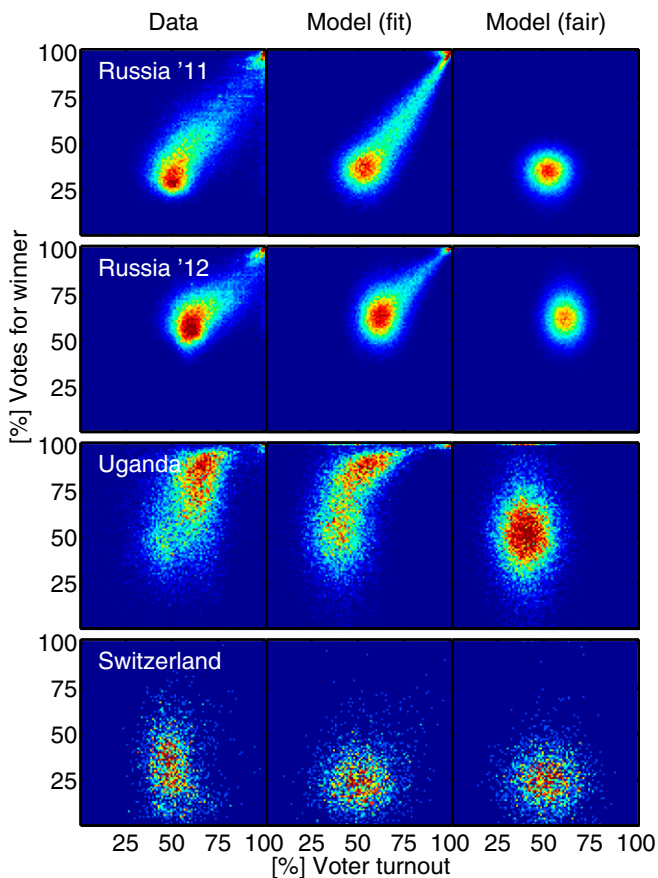 Data Model (fit) Model (fair)
[%] Votes for winner
100
75
50
25
Russia '11
100
75
50
25
Russia '12
100
75
50
25
Uganda
100
75
50
25
Switzerland
25 50 75 100 25 50 75 100 25 50 75 100
[%] Voter turnout